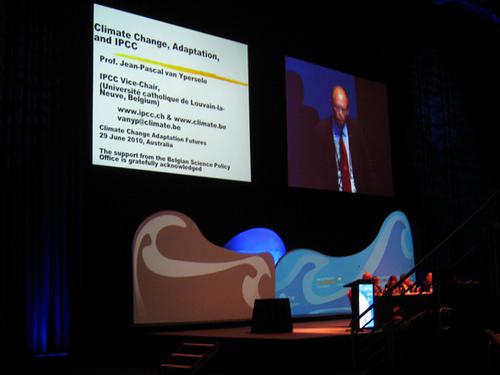 Climate Change, Adaptation,
and IPCC
Prof. Jean-Pascal van Ypersele
IPCC Vice-Chair,
(Université catholique de Louvain-la-
Neuve, Belgium)
www.ipcc.ch & www.climate.be
vanyp@climate.be
Climate Change Adaptation Futures
29 June 2010, Australia
The support from the Belgian Science Policy
Office is gratefully acknowledged